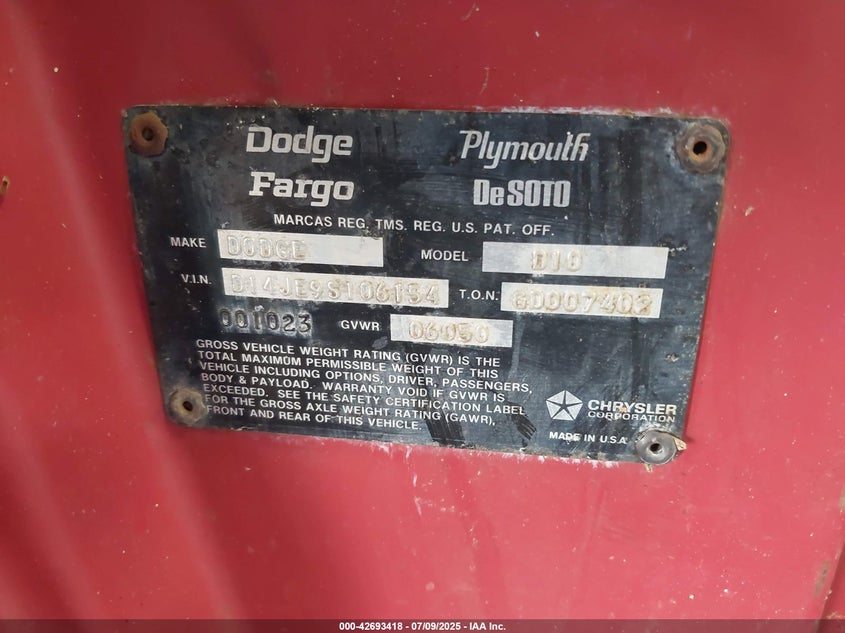 Dodge Plymouth
Fargo De SOTO
MARCAS REG. TMS. REG. U.S. PAT. OFF.
MAKE DODGE MODEL D10
V.I.N. D14JE9S106154 T.O.N. GD007402
001023 GVWR 06050
GROSS VEHICLE WEIGHT RATING (GVWR) IS THE
TOTAL MAXIMUM PERMISSIBLE WEIGHT OF THIS
VEHICLE INCLUDING OPTIONS, DRIVER, PASSENGERS,
BODY & PAYLOAD. WARRANTY VOID IF GVWR IS
EXCEEDED. SEE THE SAFETY CERTIFICATION LABEL
FOR THE GROSS AXLE WEIGHT RATING (GAWR),
FRONT AND REAR OF THIS VEHICLE.
CHRYSLER
CORPORATION
MADE IN U.S.A.
000-42693418 - 07/09/2025 - IAA Inc.